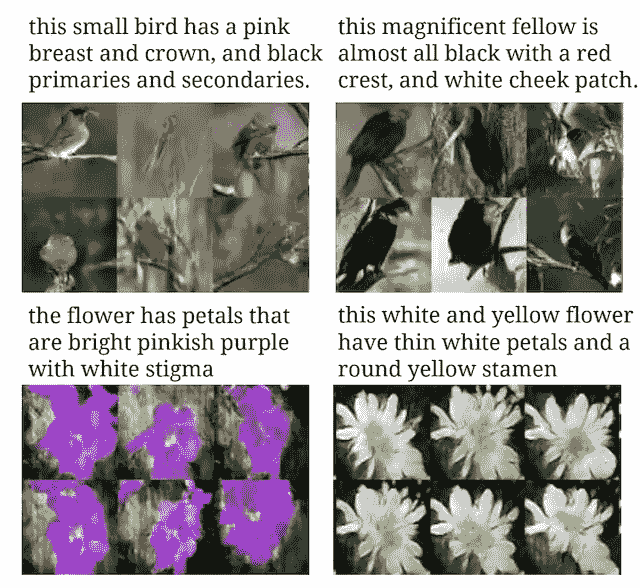 this small bird has a pink
breast and crown, and black
primaries and secondaries.
this magnificent fellow is
almost all black with a red
crest, and white cheek patch.
the flower has petals that
are bright pinkish purple
with white stigma
this white and yellow flower
have thin white petals and a
round yellow stamen